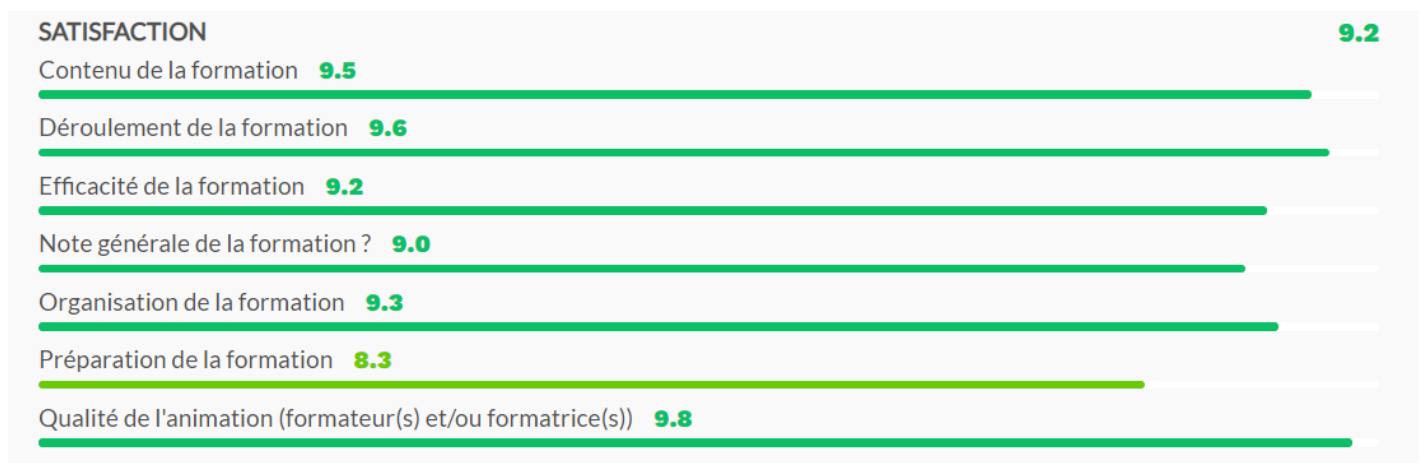 SATISFACTION 9.2
Contenu de la formation 9.5
Déroulement de la formation 9.6
Efficacité de la formation 9.2
Note générale de la formation ? 9.0
Organisation de la formation 9.3
Préparation de la formation 8.3
Qualité de l'animation (formateur(s) et/ou formatrice(s)) 9.8